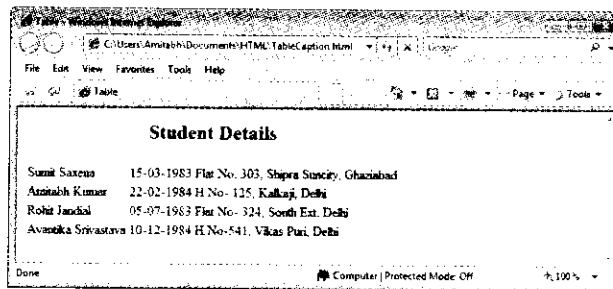 Table - Windows Internet Explorer
C:\Users\Amitabh\Documents\HTML\TableCaption.html Google
File Edit View Favorites Tools Help
Table Page Tools
Student Details
Sumit Saxena 15-03-1983 Flat No. 303, Shipra Suncity, Ghaziabad
Amitabh Kumar 22-02-1984 H.No- 125, Kalkaji, Delhi
Rohit Jandial 05-07-1983 Flat No- 324, South Ext. Delhi
Avantika Srivastava 10-12-1984 H.No-541, Vikas Puri, Delhi
Done Computer | Protected Mode: Off 100%